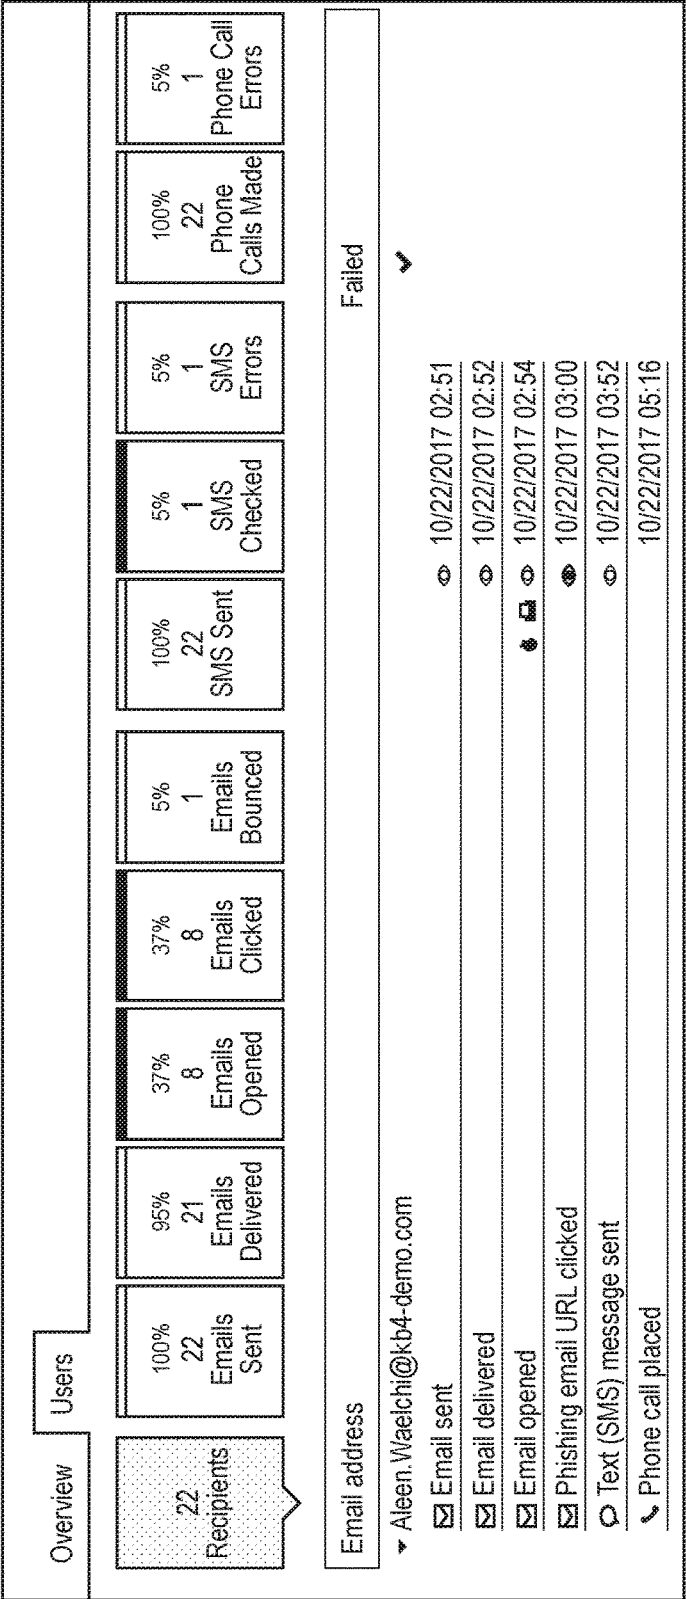 Overview
Users
22
Recipients
100%
22
Emails
Sent
95%
21
Emails
Delivered
37%
8
Emails
Opened
37%
8
Emails
Clicked
5%
1
Emails
Bounced
100%
22
SMS Sent
5%
1
SMS
Checked
5%
1
SMS
Errors
100%
22
Phone
Calls Made
5%
1
Phone Call
Errors
Email address Failed
Aleen.Waelchi@kb4-demo.com
Email sent 10/22/2017 02:51
Email delivered 10/22/2017 02:52
Email opened 10/22/2017 02:54
Phishing email URL clicked 10/22/2017 03:00
Text (SMS) message sent 10/22/2017 03:52
Phone call placed 10/22/2017 05:16